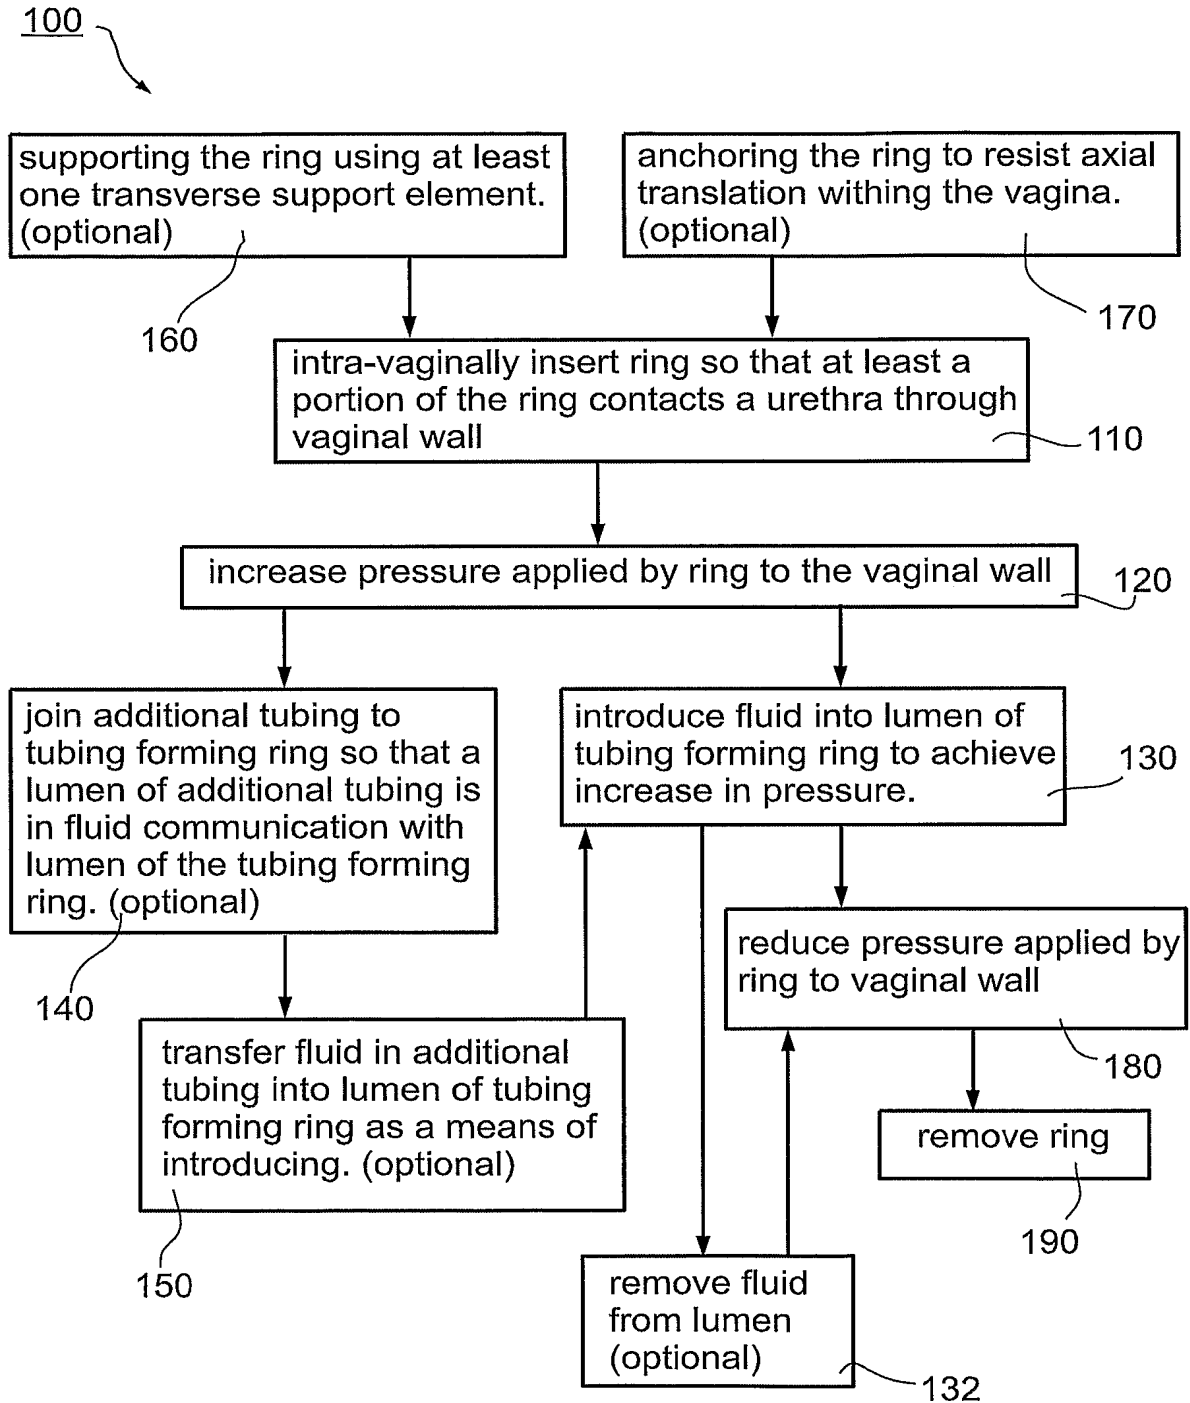 100
supporting the ring using at least
one transverse support element.
(optional)
160
anchoring the ring to resist axial
translation withing the vagina.
(optional)
170
intra-vaginally insert ring so that at least a
portion of the ring contacts a urethra through
vaginal wall
110
increase pressure applied by ring to the vaginal wall
120
join additional tubing to
tubing forming ring so that a
lumen of additional tubing is
in fluid communication with
lumen of the tubing forming
ring. (optional)
140
introduce fluid into lumen of
tubing forming ring to achieve
increase in pressure.
130
transfer fluid in additional
tubing into lumen of tubing
forming ring as a means of
introducing. (optional)
150
reduce pressure applied by
ring to vaginal wall
180
remove ring
190
remove fluid
from lumen
(optional)
132